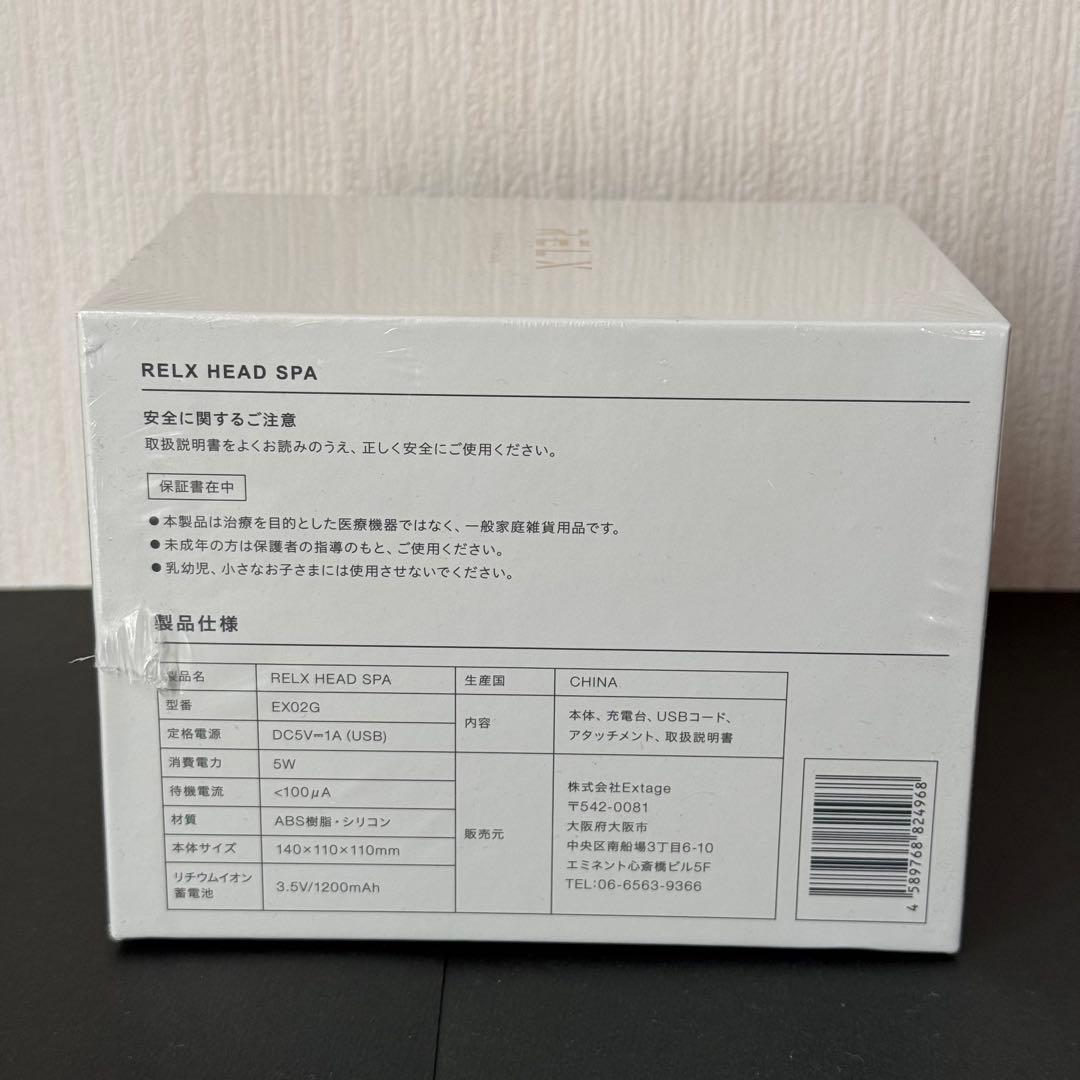 RELX
RELX HEAD SPA
安全に関するご注意
取扱説明書をよくお読みのうえ、正しく安全にご使用ください。
保証書在中
●本製品は治療を目的とした医療機器ではなく、一般家庭雑貨用品です。
●未成年の方は保護者の指導のもと、ご使用ください。
●乳幼児、小さなお子さまには使用させないでください。
製品仕様
製品名 RELX HEAD SPA
型番 EX02G
定格電源 DC5V⎓1A (USB)
消費電力 5W
待機電流 <100μA
材質 ABS樹脂・シリコン
本体サイズ 140×110×110mm
リチウムイオン
蓄電池 3.5V/1200mAh
生産国 CHINA
内容 本体、充電台、USBコード、
アタッチメント、取扱説明書
販売元
株式会社Extage
〒542-0081
大阪府大阪市
中央区南船場3丁目6-10
エミネント心斎橋ビル5F
TEL:06-6563-9366
4 589768 824968